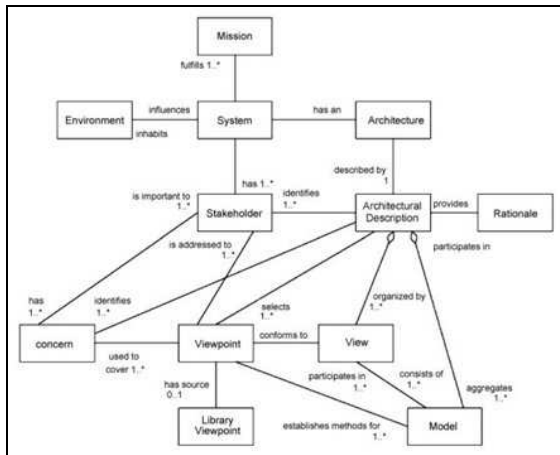 Mission
fulfills 1..*
Environment
influences
inhabits
System
has an
Architecture
has 1..*
described by
1
is important to
1..*
Stakeholder
identifies
1..*
Architectural
Description
provides
Rationale
is addressed to
1..*
participates in
has
1..*
identifies
1..*
selects
1..*
organized by
1..*
concern
used to
cover 1..*
Viewpoint
conforms to
View
has source
0..1
participates in
1..*
consists of
1..*
aggregates
1..*
Library
Viewpoint
establishes methods for
1..*
Model